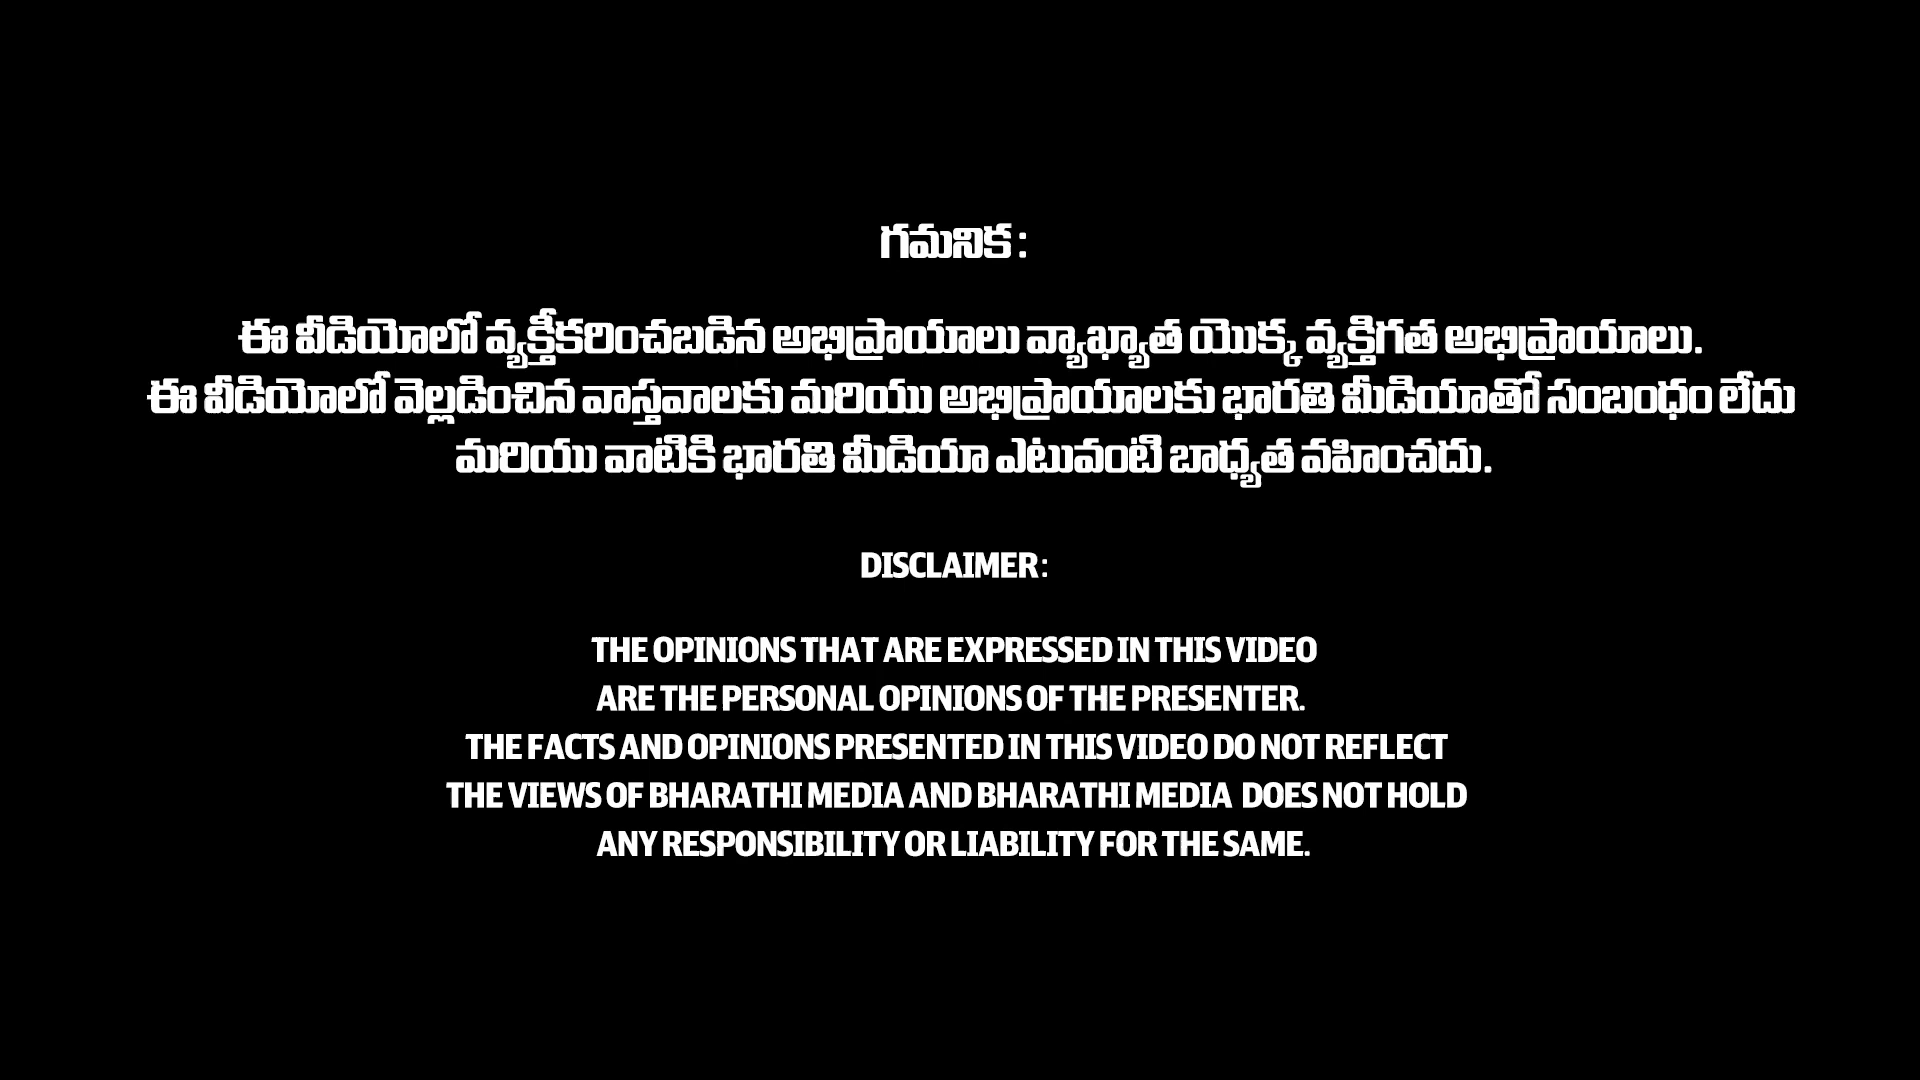 గమనిక :
ఈ వీడియోలో వ్యక్తీకరించబడిన అభిప్రాయాలు వ్యాఖ్యాత యొక్క వ్యక్తిగత అభిప్రాయాలు.
ఈ వీడియోలో వెల్లడించిన వాస్తవాలకు మరియు అభిప్రాయాలకు భారతి మీడియాతో సంబంధం లేదు
మరియు వాటికి భారతి మీడియా ఎటువంటి బాధ్యత వహించదు.
DISCLAIMER :
THE OPINIONS THAT ARE EXPRESSED IN THIS VIDEO
ARE THE PERSONAL OPINIONS OF THE PRESENTER.
THE FACTS AND OPINIONS PRESENTED IN THIS VIDEO DO NOT REFLECT
THE VIEWS OF BHARATHI MEDIA AND BHARATHI MEDIA DOES NOT HOLD
ANY RESPONSIBILITY OR LIABILITY FOR THE SAME.